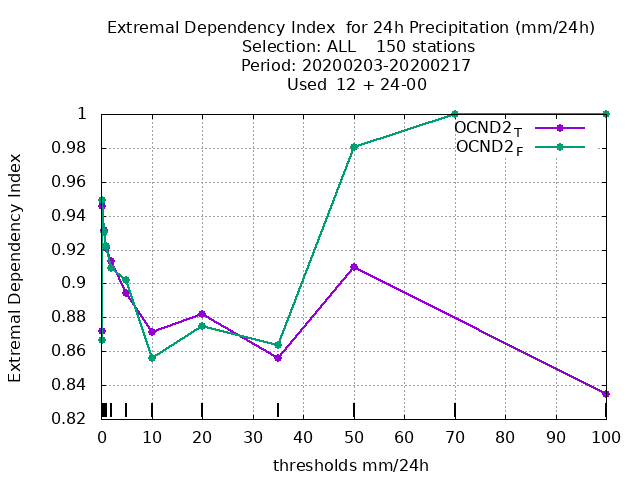 Extremal Dependency Index  for 24h Precipitation (mm/24h)
Selection: ALL    150 stations
Period: 20200203-20200217
Used  12 + 24-00
OCND2T
OCND2F
1
0.98
0.96
0.94
0.92
0.9
0.88
0.86
0.84
0.82
Extremal Dependency Index
0 10 20 30 40 50 60 70 80 90 100
thresholds mm/24h